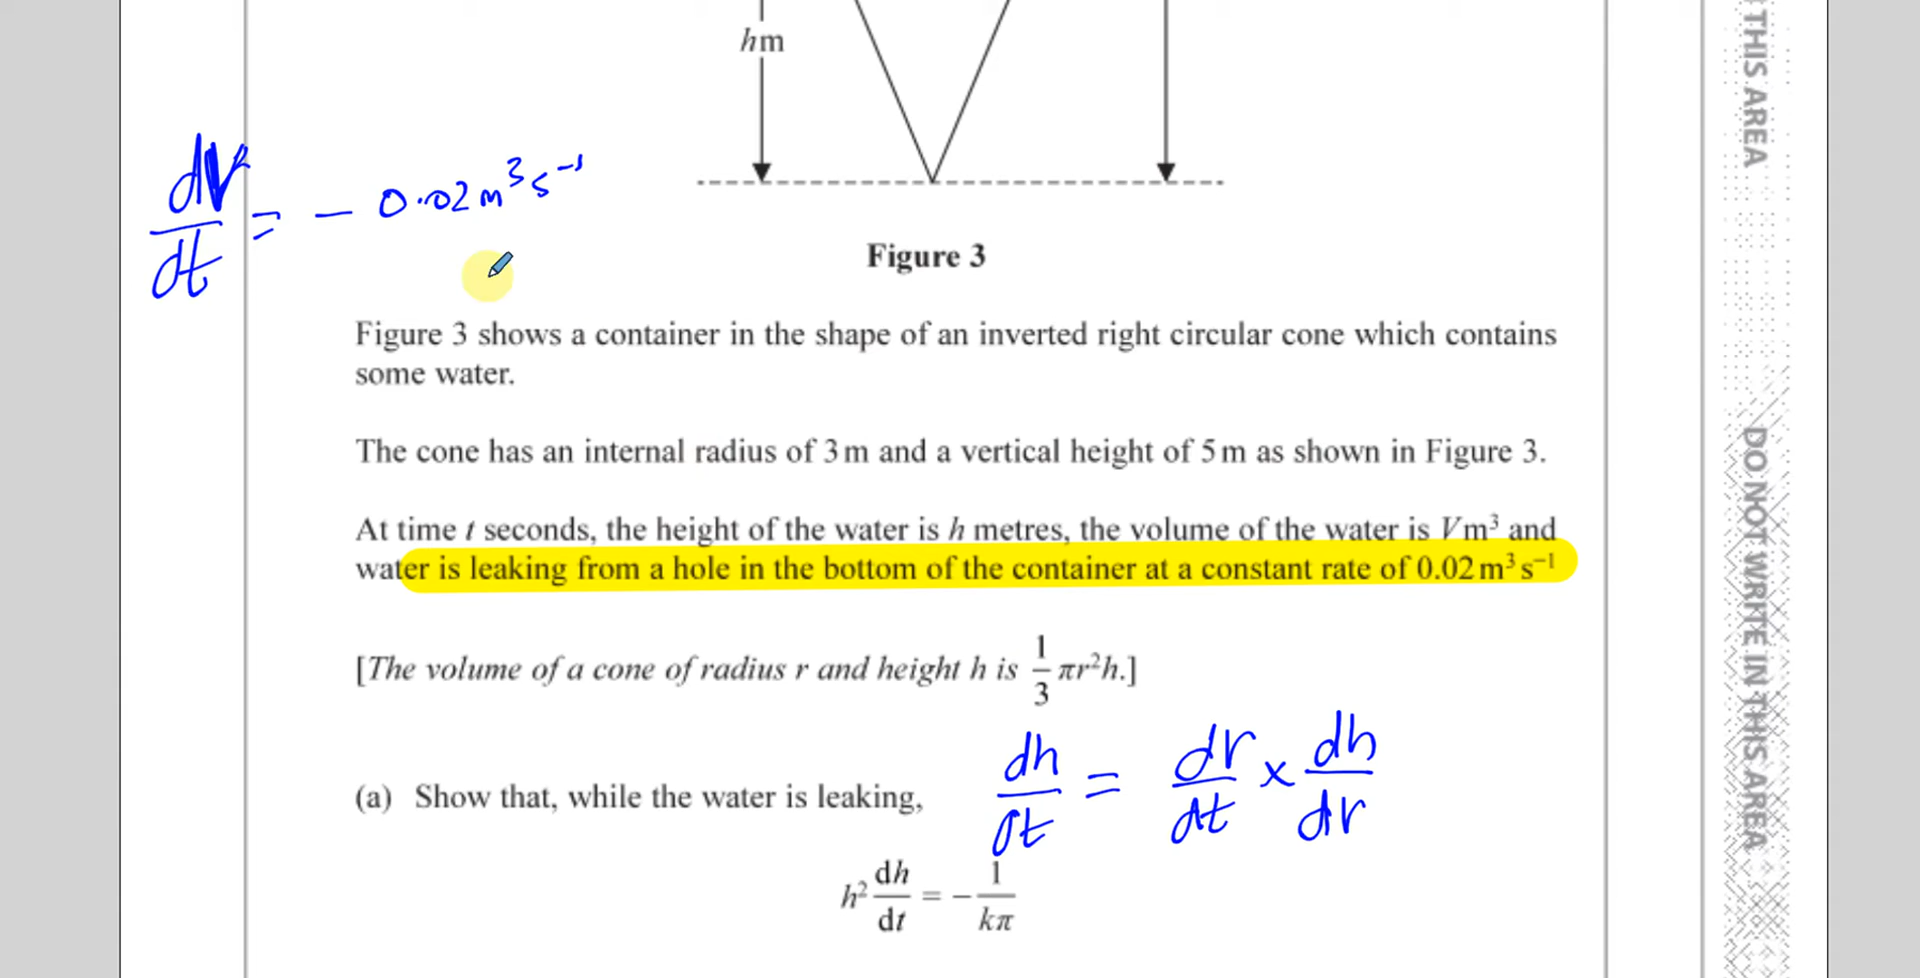 hm
THIS AREA
dV/dt = - 0.02 m³ s⁻¹
Figure 3
Figure 3 shows a container in the shape of an inverted right circular cone which contains
some water.
The cone has an internal radius of 3 m and a vertical height of 5 m as shown in Figure 3.
At time t seconds, the height of the water is h metres, the volume of the water is V m³ and
water is leaking from a hole in the bottom of the container at a constant rate of 0.02 m³ s⁻¹
[The volume of a cone of radius r and height h is 1/3 πr²h.]
dh/dt = dr/dt × dh/dr
(a) Show that, while the water is leaking,
h² dh/dt = - 1/kπ
DO NOT WRITE IN THIS AREA